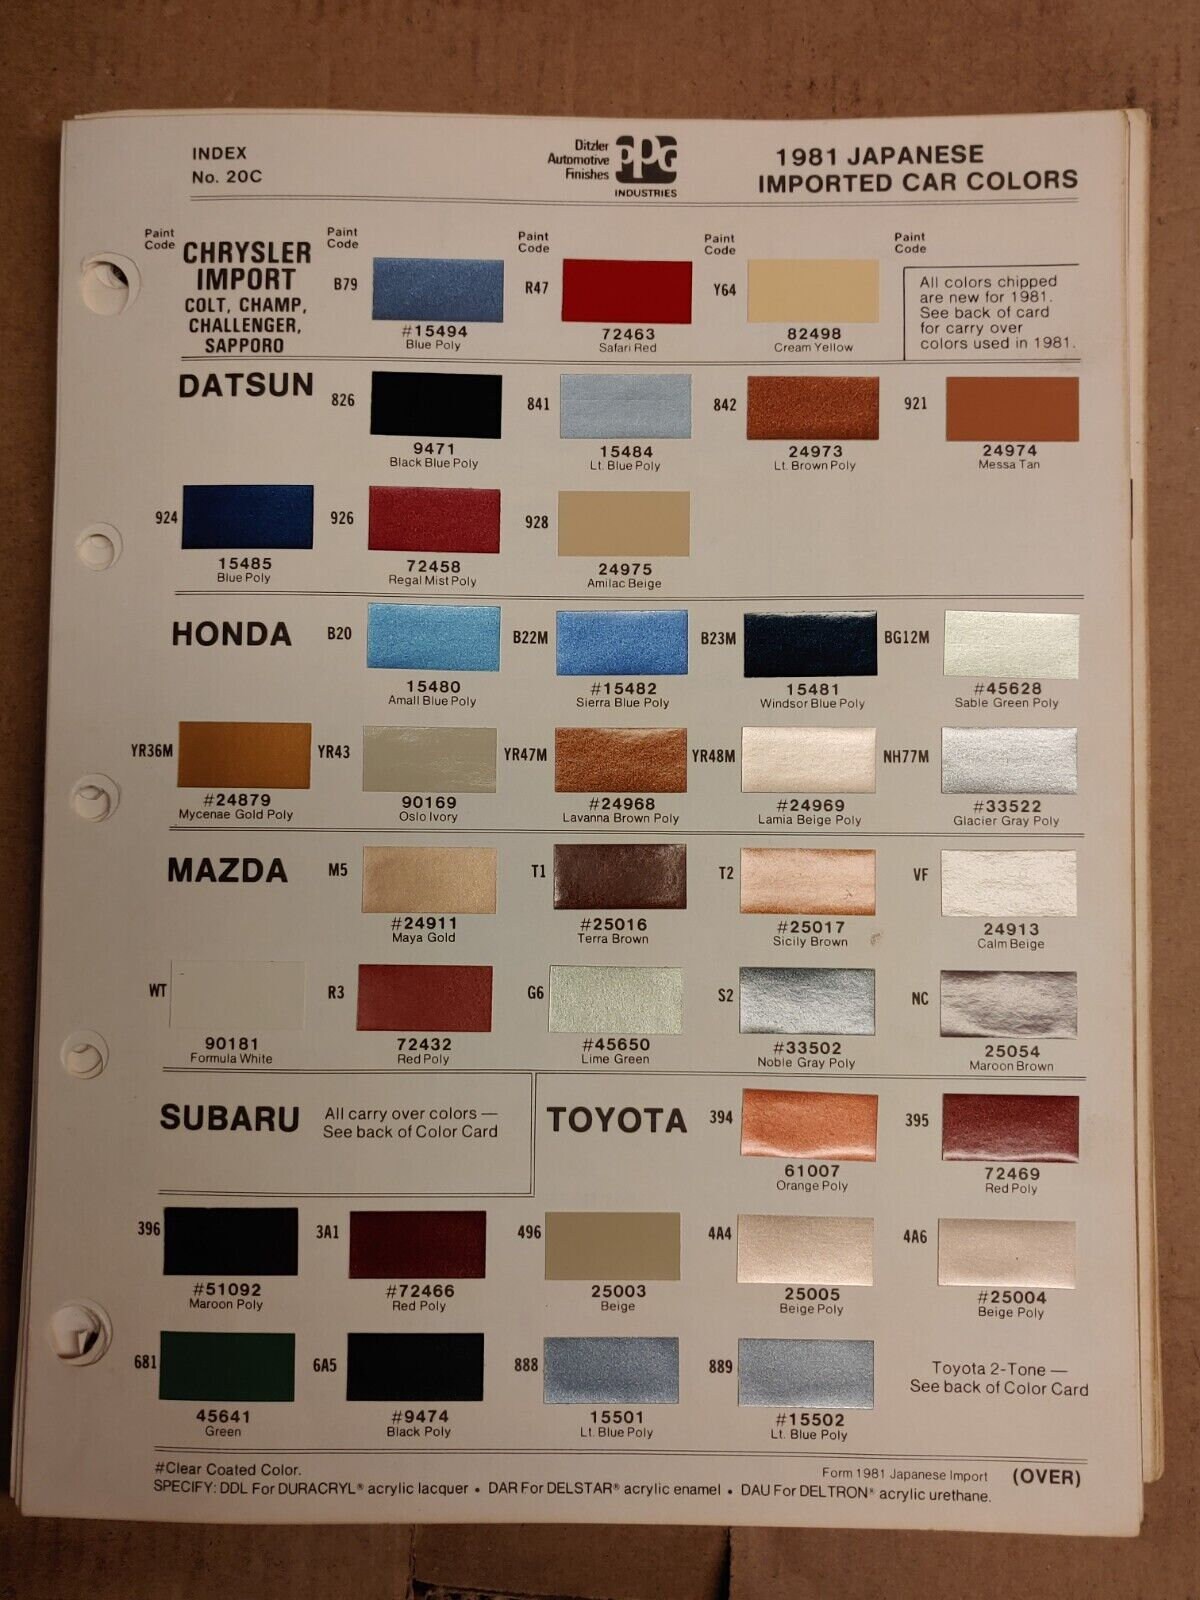 INDEX
No. 20C
Ditzler
Automotive
Finishes
PPG
INDUSTRIES
1981 JAPANESE
IMPORTED CAR COLORS
Paint Code
Paint Code
Paint Code
Paint Code
Paint Code
CHRYSLER
IMPORT
COLT, CHAMP,
CHALLENGER,
SAPPORO
B79
#15494
Blue Poly
R47
72463
Safari Red
Y64
82498
Cream Yellow
All colors chipped
are new for 1981.
See back of card
for carry over
colors used in 1981.
DATSUN
826
9471
Black Blue Poly
841
15484
Lt. Blue Poly
842
24973
Lt. Brown Poly
921
24974
Messa Tan
924
15485
Blue Poly
926
72458
Regal Mist Poly
928
24975
Amilac Beige
HONDA
B20
15480
Amall Blue Poly
B22M
#15482
Sierra Blue Poly
B23M
15481
Windsor Blue Poly
BG12M
#45628
Sable Green Poly
YR36M
#24879
Mycenae Gold Poly
YR43
90169
Oslo Ivory
YR47M
#24968
Lavanna Brown Poly
YR48M
#24969
Lamia Beige Poly
NH77M
#33522
Glacier Gray Poly
MAZDA
M5
#24911
Maya Gold
T1
#25016
Terra Brown
T2
#25017
Sicily Brown
VF
24913
Calm Beige
WT
90181
Formula White
R3
72432
Red Poly
G6
#45650
Lime Green
S2
#33502
Noble Gray Poly
NC
25054
Maroon Brown
SUBARU
All carry over colors —
See back of Color Card
TOYOTA
394
61007
Orange Poly
395
72469
Red Poly
396
#51092
Maroon Poly
3A1
#72466
Red Poly
496
25003
Beige
4A4
25005
Beige Poly
4A6
#25004
Beige Poly
681
45641
Green
6A5
#9474
Black Poly
888
15501
Lt. Blue Poly
889
#15502
Lt. Blue Poly
Toyota 2-Tone —
See back of Color Card
#Clear Coated Color.
Form 1981 Japanese Import (OVER)
SPECIFY: DDL For DURACRYL® acrylic lacquer • DAR For DELSTAR® acrylic enamel • DAU For DELTRON® acrylic urethane.